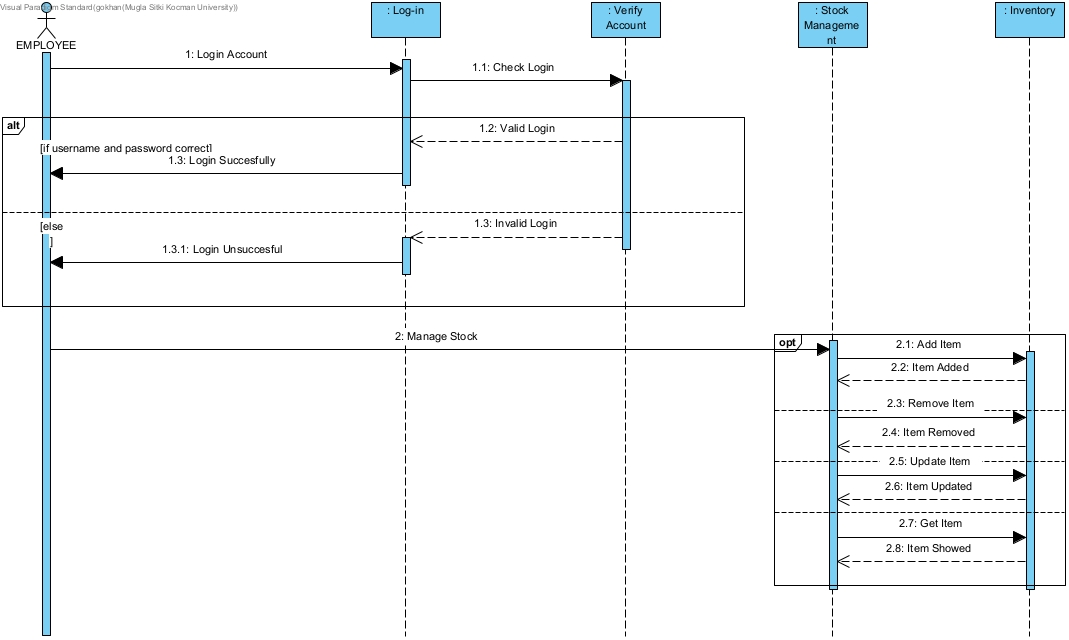 Visual Paradigm Standard(gokhan(Mugla Sitki Kocman University))
EMPLOYEE
: Log-in
: Verify
Account
: Stock
Manageme
nt
: Inventory
1: Login Account
1.1: Check Login
alt
1.2: Valid Login
[if username and password correct]
1.3: Login Succesfully
1.3: Invalid Login
[else
]
1.3.1: Login Unsuccesful
2: Manage Stock
opt
2.1: Add Item
2.2: Item Added
2.3: Remove Item
2.4: Item Removed
2.5: Update Item
2.6: Item Updated
2.7: Get Item
2.8: Item Showed